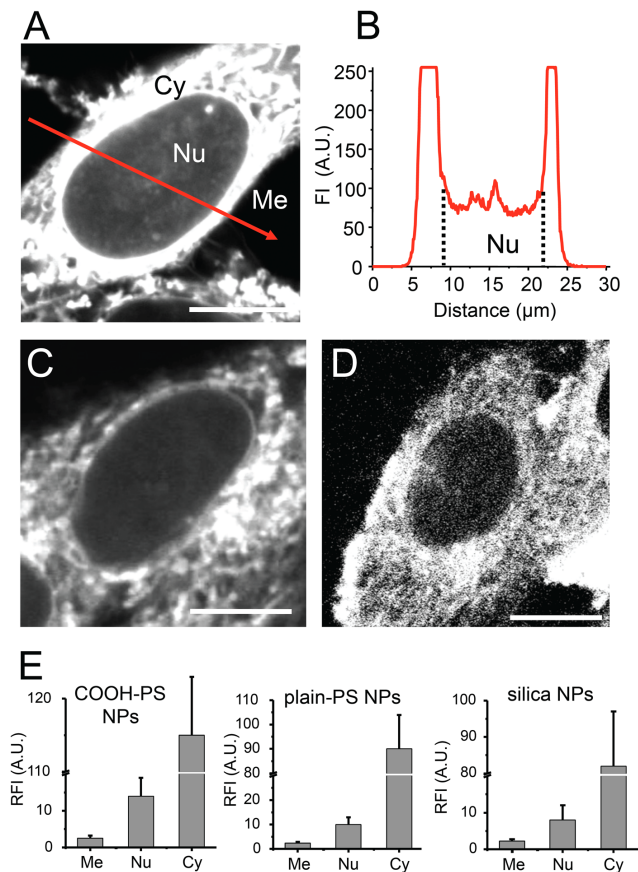 A
Cy
Nu
Me
B
FI (A.U.)
250
200
150
100
50
0
Nu
0 5 10 15 20 25 30
Distance (µm)
C
D
E
COOH-PS
NPs
RFI (A.U.)
120
110
10
0
Me Nu Cy
plain-PS NPs
RFI (A.U.)
110
100
90
80
20
10
0
Me Nu Cy
silica NPs
RFI (A.U.)
100
90
80
20
10
0
Me Nu Cy